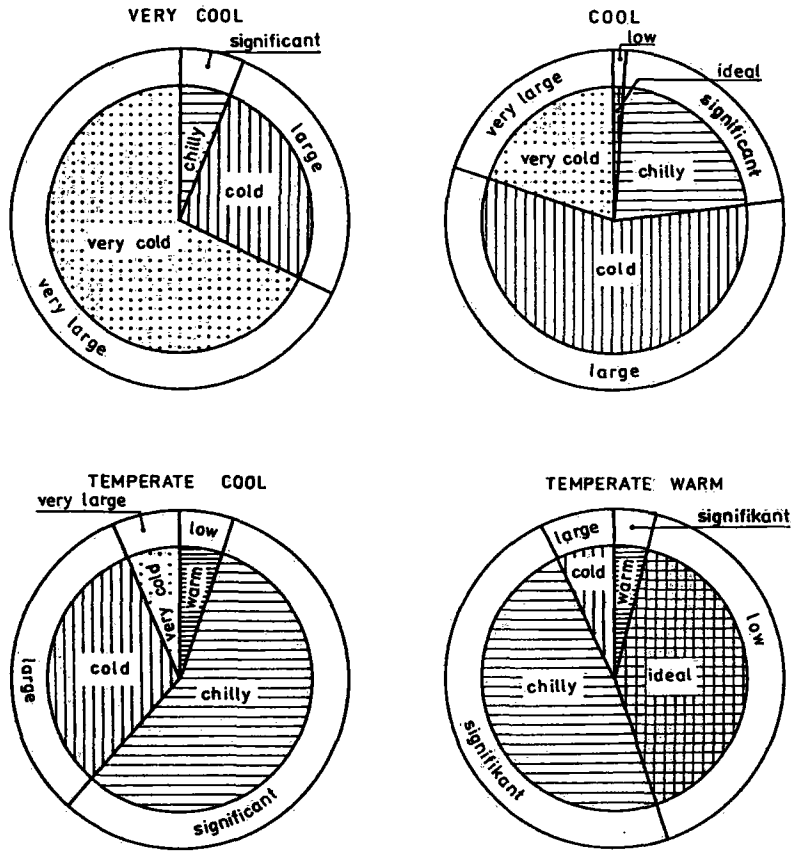 VERY COOL
significant
large
chilly
cold
very cold
very large
COOL
low
ideal
very large
significant
very cold
chilly
cold
large
TEMPERATE COOL
very large
low
warm
very cold
cold
large
chilly
significant
TEMPERATE WARM
signifikant
large
cold
warm
low
ideal
chilly
signifikant